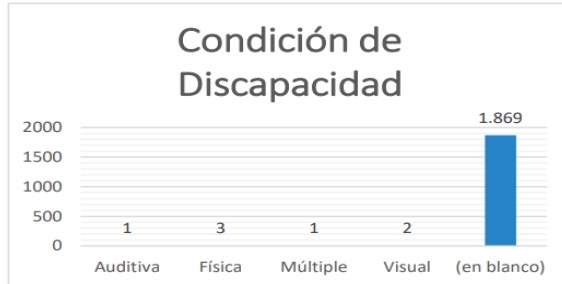 Condición de
Discapacidad
1.869
2000
1500
1000
500
1 3 1 2
0
Auditiva Física Múltiple Visual (en blanco)